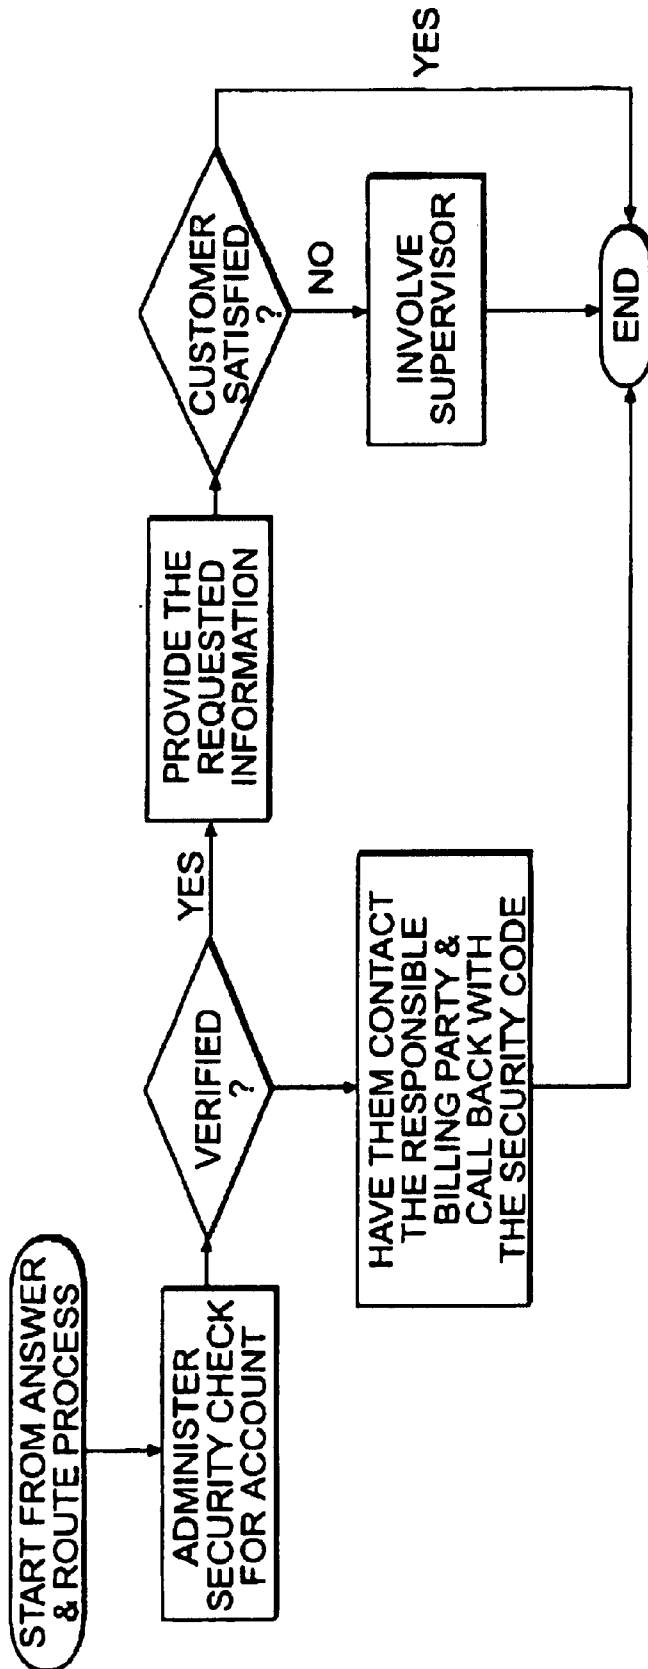 START FROM ANSWER
& ROUTE PROCESS
ADMINISTER
SECURITY CHECK
FOR ACCOUNT
VERIFIED
?
YES
HAVE THEM CONTACT
THE RESPONSIBLE
BILLING PARTY &
CALL BACK WITH
THE SECURITY CODE
PROVIDE THE
REQUESTED
INFORMATION
CUSTOMER
SATISFIED
?
NO
INVOLVE
SUPERVISOR
YES
END